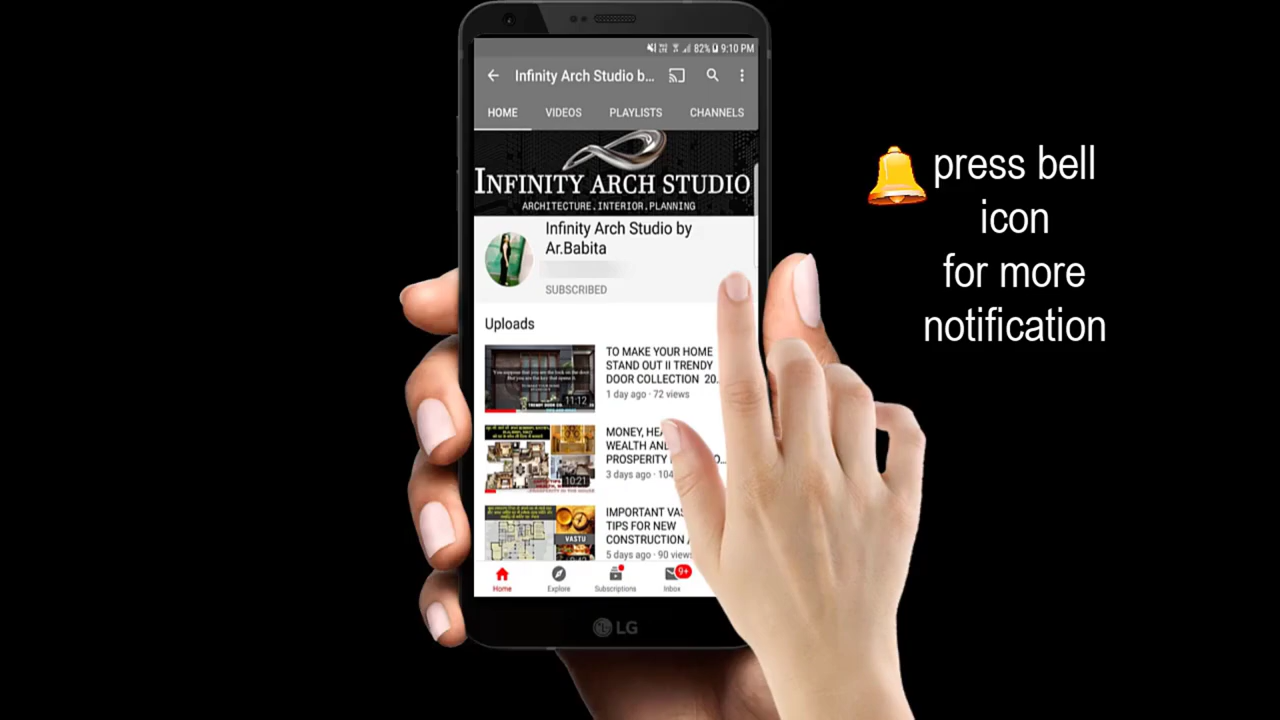 82% 9:10 PM
Infinity Arch Studio b...
HOME VIDEOS PLAYLISTS CHANNELS
INFINITY ARCH STUDIO
ARCHITECTURE.INTERIOR.PLANNING
Infinity Arch Studio by
Ar.Babita
SUBSCRIBED
Uploads
TO MAKE YOUR HOME
STAND OUT II TRENDY
DOOR COLLECTION 20..
1 day ago · 72 views
11:12
MONEY, HEA
WEALTH AND
PROSPERITY
3 days ago · 104
10:21
IMPORTANT VAS
TIPS FOR NEW
CONSTRUCTION
5 days ago · 90 views
VASTU
Home Explore Subscriptions Inbox
9+
LG
press bell
icon
for more
notification